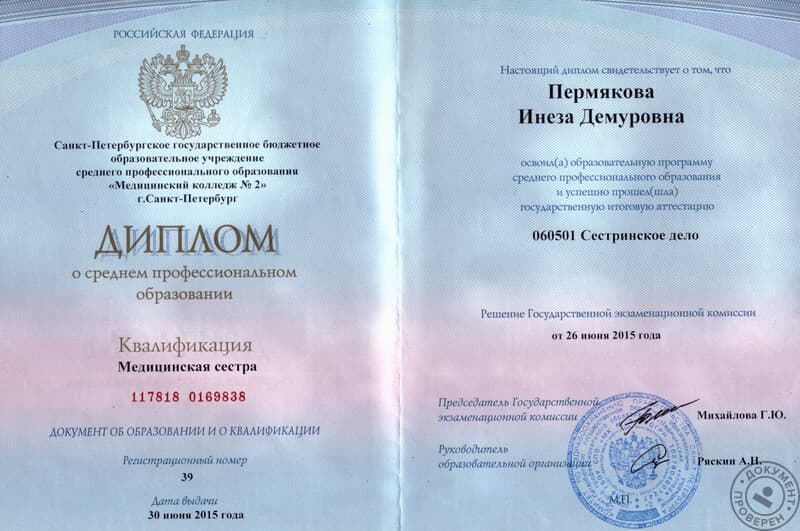 РОССИЙСКАЯ ФЕДЕРАЦИЯ
Санкт-Петербургское государственное бюджетное
образовательное учреждение
среднего профессионального образования
«Медицинский колледж № 2»
г.Санкт-Петербург
ДИПЛОМ
о среднем профессиональном
образовании
Квалификация
Медицинская сестра
117818 0169838
ДОКУМЕНТ ОБ ОБРАЗОВАНИИ И О КВАЛИФИКАЦИИ
Регистрационный номер
39
Дата выдачи
30 июня 2015 года
Настоящий диплом свидетельствует о том, что
Пермякова
Инеза Демуровна
освоил(а) образовательную программу
среднего профессионального образования
и успешно прошел(шла)
государственную итоговую аттестацию
060501 Сестринское дело
Решение Государственной экзаменационной комиссии
от 26 июня 2015 года
Председатель Государственной
экзаменационной комиссии
Михайлова Г.Ю.
Руководитель
образовательной организации
Ряскин А.Н.
М.П.
ДОКУМЕНТ
ПРОВЕРЕН